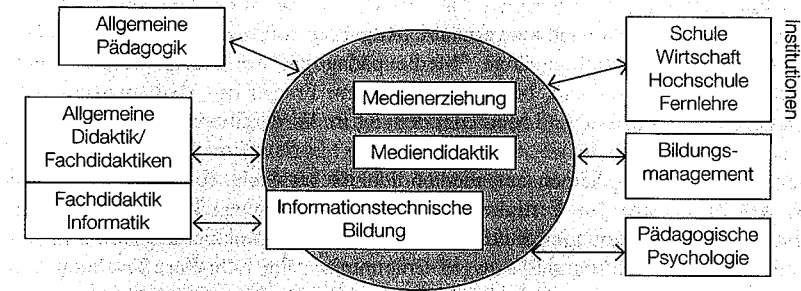 Allgemeine
Pädagogik
Allgemeine
Didaktik/
Fachdidaktiken
Fachdidaktik
Informatik
Medienerziehung
Mediendidaktik
Informationstechnische
Bildung
Schule
Wirtschaft
Hochschule
Fernlehre
Institutionen
Bildungs-
management
Pädagogische
Psychologie